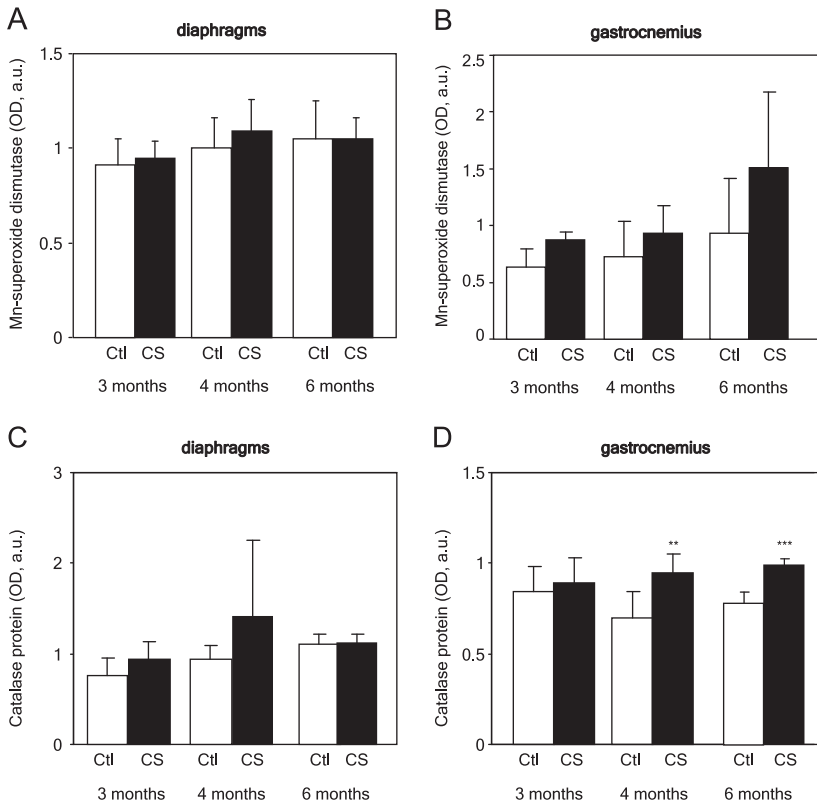 A
diaphragms
Mn-superoxide dismutase (OD, a.u.)
1.5
1
0.5
0
Ctl CS Ctl CS Ctl CS
3 months 4 months 6 months
B
gastrocnemius
Mn-superoxide dismutase (OD, a.u.)
2.5
2
1.5
1
0.5
0
Ctl CS Ctl CS Ctl CS
3 months 4 months 6 months
C
diaphragms
Catalase protein (OD, a.u.)
3
2
1
0
Ctl CS Ctl CS Ctl CS
3 months 4 months 6 months
D
gastrocnemius
Catalase protein (OD, a.u.)
1.5
1
0.5
0
** ***
Ctl CS Ctl CS Ctl CS
3 months 4 months 6 months